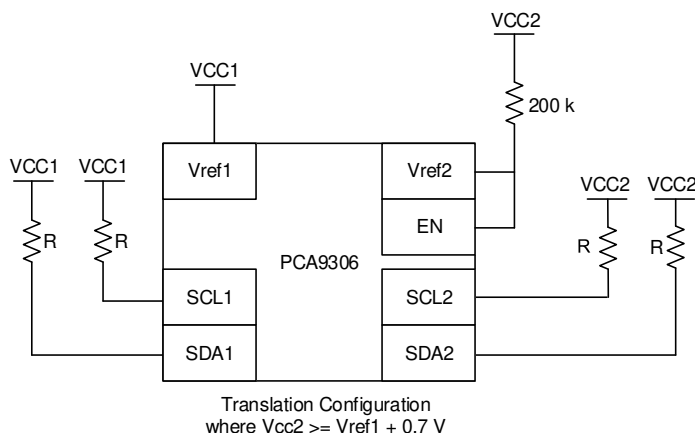 VCC2
VCC1
200 k
VCC1 VCC1
Vref1
Vref2
VCC2 VCC2
EN
R
R
R
R
PCA9306
SCL1
SCL2
SDA1
SDA2
Translation Configuration
where Vcc2 >= Vref1 + 0.7 V